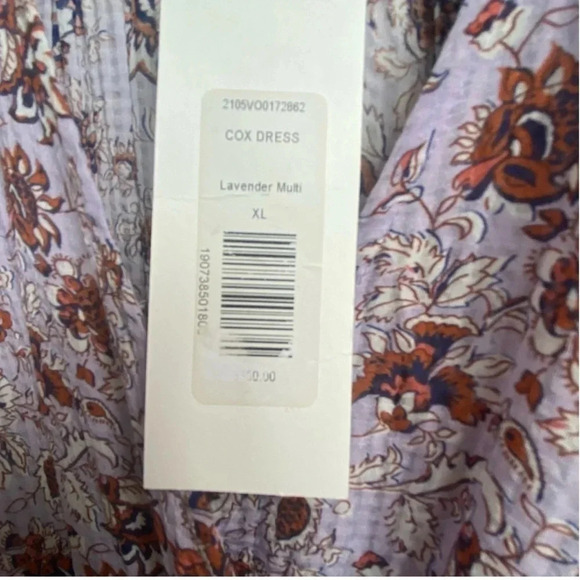 2105VO0172862
COX DRESS
Lavender Multi
XL